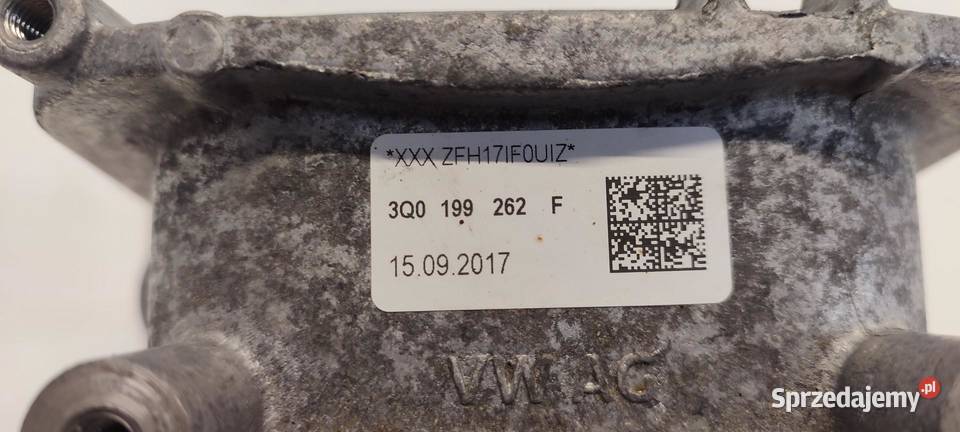 *XXX ZFH17IF0UIZ*
3Q0 199 262 F
15.09.2017
VW AG
Sprzedajemy.pl